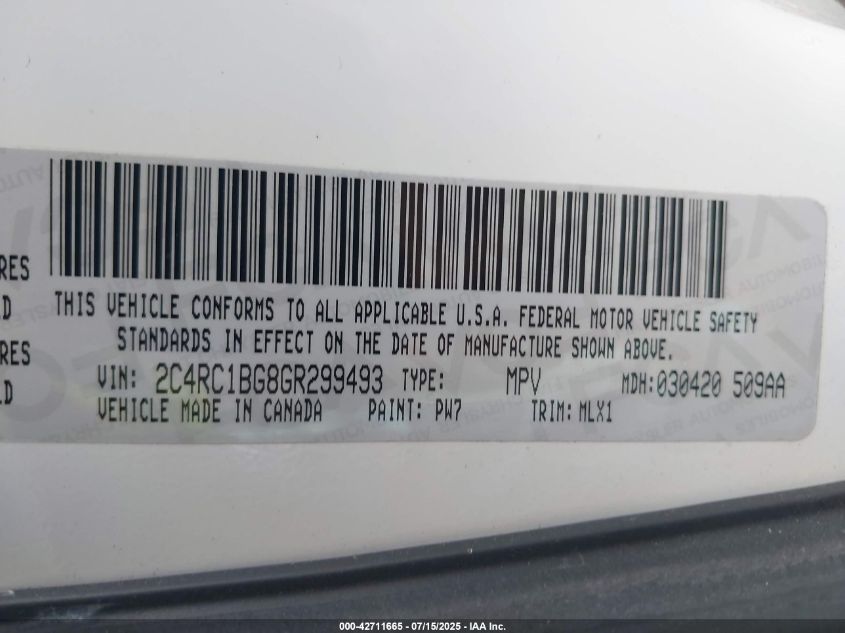 RES
D
RES
LD
THIS VEHICLE CONFORMS TO ALL APPLICABLE U.S.A. FEDERAL MOTOR VEHICLE SAFETY
STANDARDS IN EFFECT ON THE DATE OF MANUFACTURE SHOWN ABOVE.
VIN: 2C4RC1BG8GR299493 TYPE: MPV MDH:030420 509AA
VEHICLE MADE IN CANADA PAINT: PW7 TRIM: MLX1
000-42711665 - 07/15/2025 - IAA Inc.